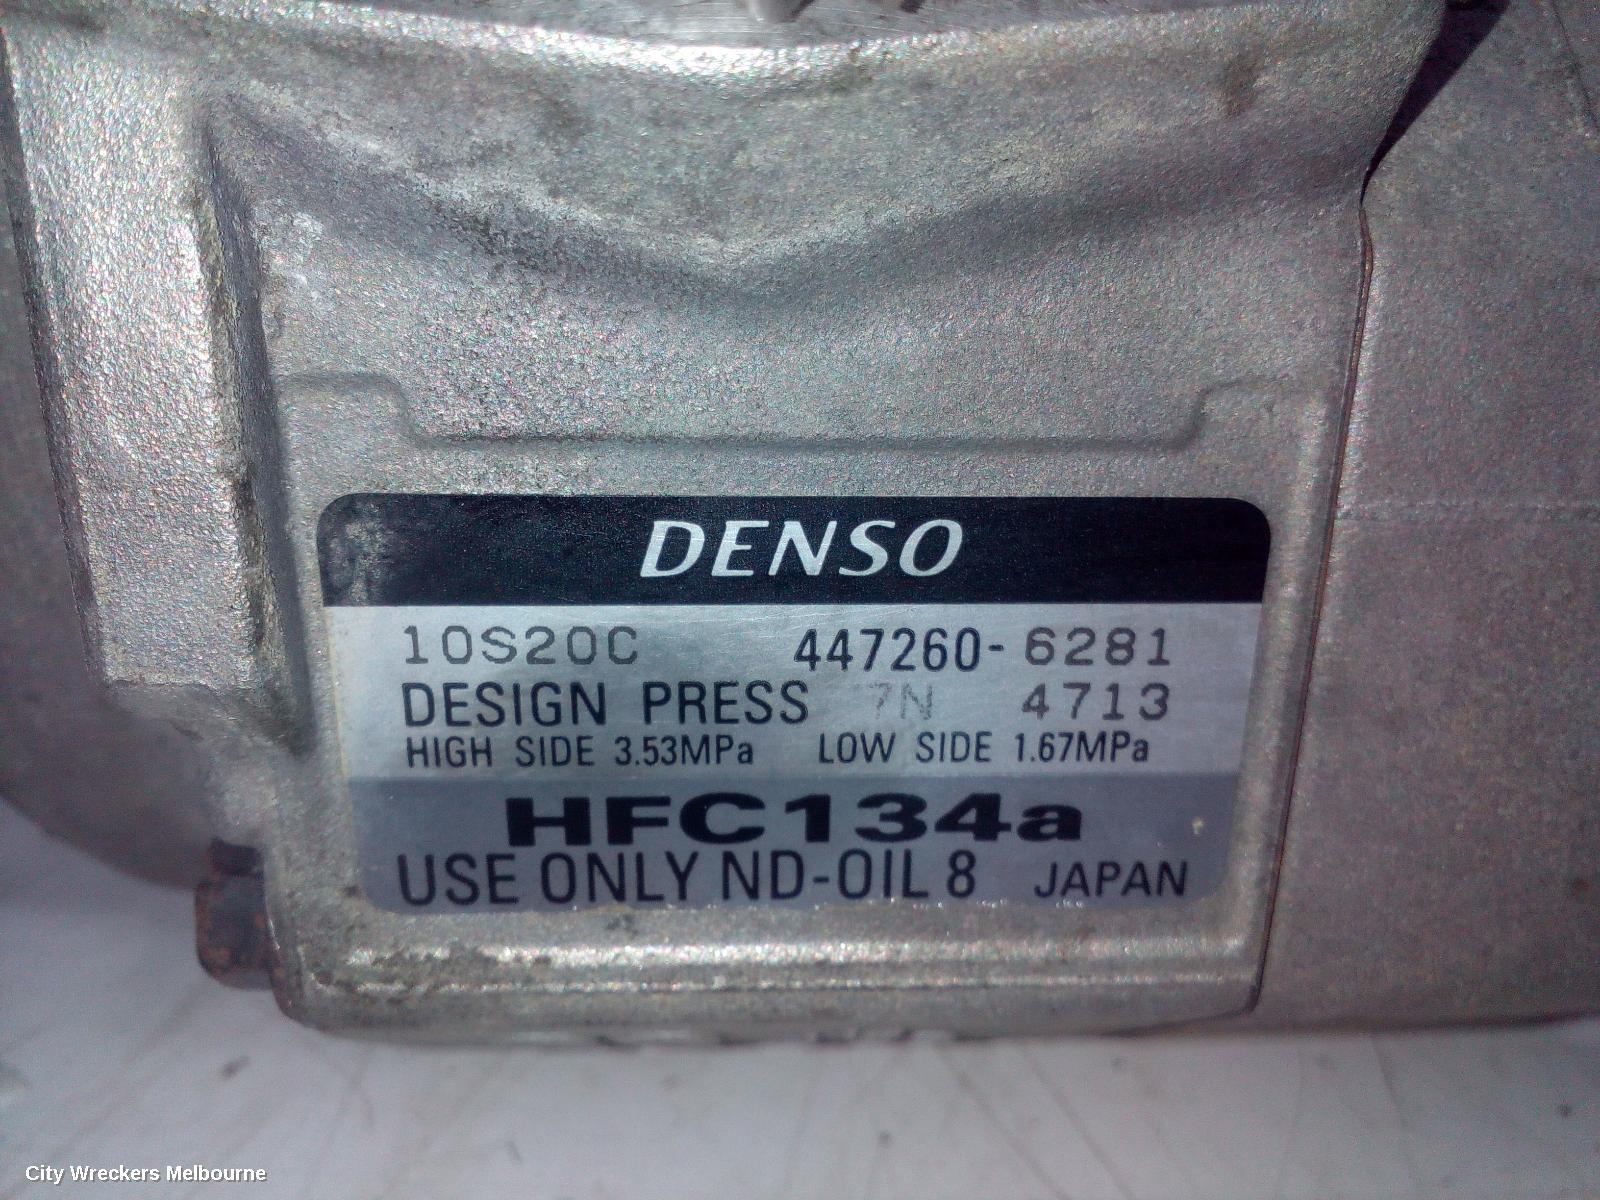 DENSO
10S20C 447260-6281
DESIGN PRESS 7N 4713
HIGH SIDE 3.53MPa LOW SIDE 1.67MPa
HFC134a
USE ONLY ND-OIL 8 JAPAN
City Wreckers Melbourne